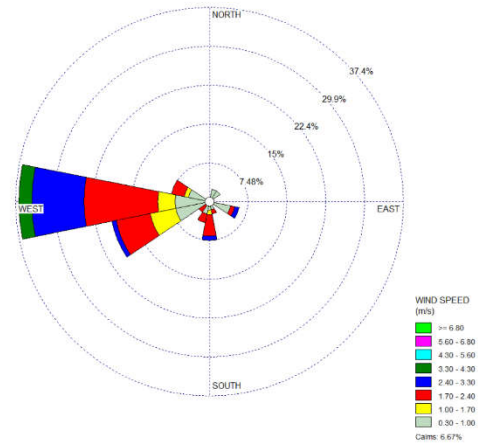 NORTH
37.4%
29.9%
22.4%
15%
7.48%
WEST
EAST
SOUTH
WIND SPEED
(m/s)
>= 6.80
5.60 - 6.80
4.30 - 5.60
3.30 - 4.30
2.40 - 3.30
1.70 - 2.40
1.00 - 1.70
0.30 - 1.00
Calms: 6.67%